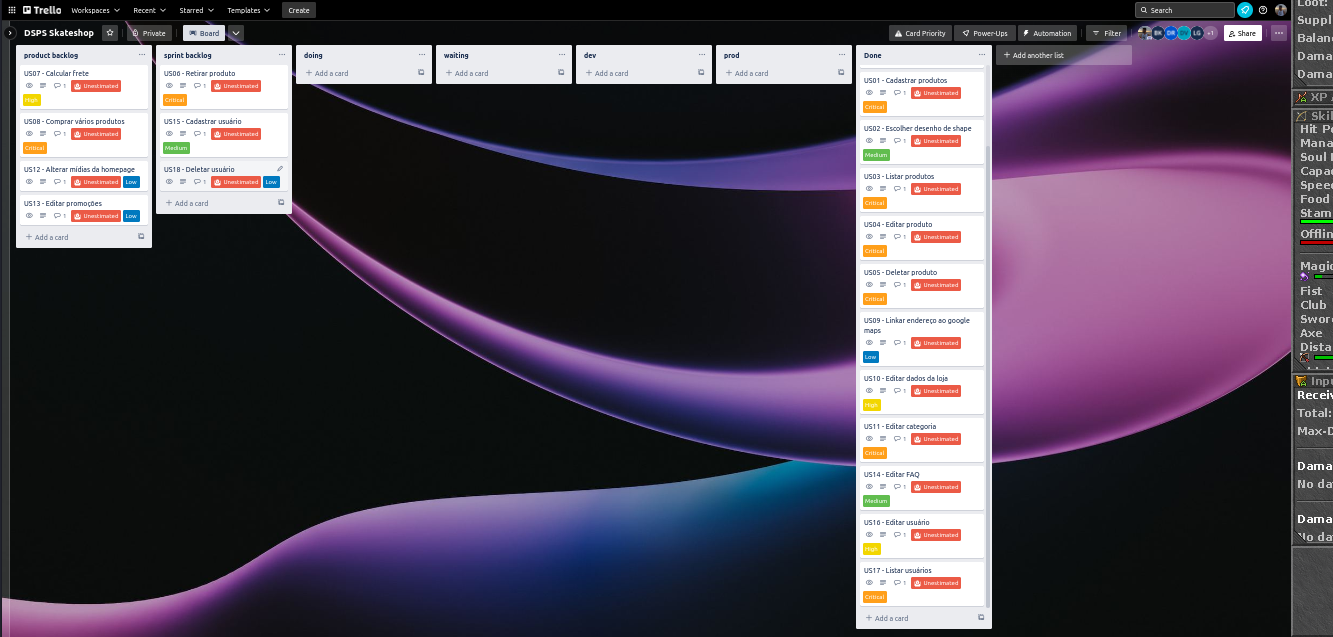 Trello
Workspaces
Recent
Starred
Templates
Create
Search
DSPS Skateshop
Private
Board
Card Priority
Power-Ups
Automation
Filter
BK
DR
DV
LG
+1
Share
product backlog
US07 - Calcular frete
1
Unestimated
High
US08 - Comprar vários produtos
1
Unestimated
Critical
US12 - Alterar mídias da homepage
1
Unestimated
Low
US13 - Editar promoções
1
Unestimated
Low
+ Add a card
sprint backlog
US06 - Retirar produto
1
Unestimated
Critical
US15 - Cadastrar usuário
1
Unestimated
Medium
US18 - Deletar usuário
1
Unestimated
Low
+ Add a card
doing
+ Add a card
waiting
+ Add a card
dev
+ Add a card
prod
+ Add a card
Done
US01 - Cadastrar produtos
1
Unestimated
Critical
US02 - Escolher desenho de shape
1
Unestimated
Medium
US03 - Listar produtos
1
Unestimated
Critical
US04 - Editar produto
1
Unestimated
Critical
US05 - Deletar produto
1
Unestimated
Critical
US09 - Linkar endereço ao google
maps
1
Unestimated
Low
US10 - Editar dados da loja
1
Unestimated
High
US11 - Editar categoria
1
Unestimated
Critical
US14 - Editar FAQ
1
Unestimated
Medium
US16 - Editar usuário
1
Unestimated
High
US17 - Listar usuários
1
Unestimated
Critical
+ Add a card
+ Add another list
Loot:
Suppl
Balan
Dama
Dama
XP
Skil
Hit P
Mana
Soul
Capa
Spee
Food
Stam
Offlin
Magi
Fist
Club
Swor
Axe
Dista
Inpu
Receiv
Total:
Max-D
Dama
No da
Dama
No da